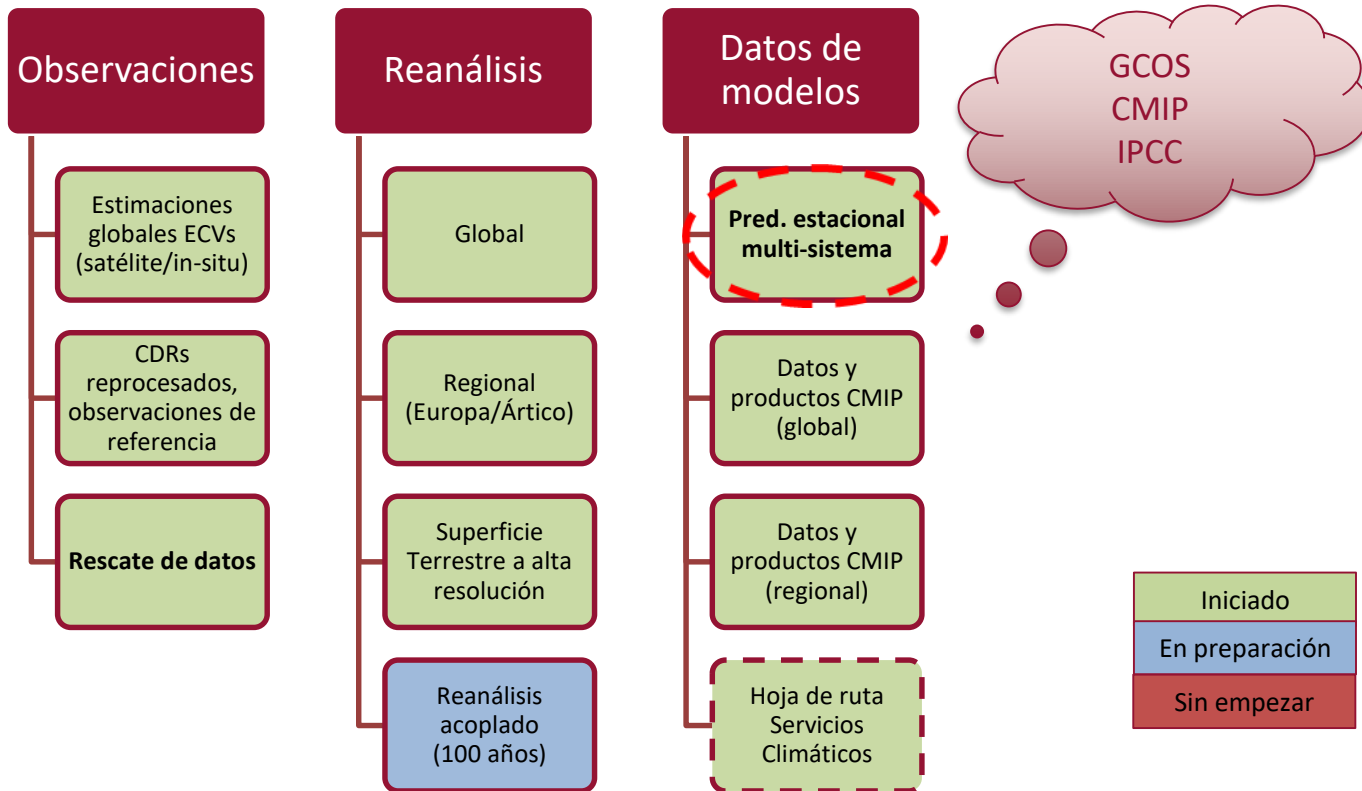 Observaciones
Estimaciones
globales ECVs
(satélite/in-situ)
CDRs
reprocesados,
observaciones de
referencia
Rescate de datos
Reanálisis
Global
Regional
(Europa/Ártico)
Superficie
Terrestre a alta
resolución
Reanálisis
acoplado
(100 años)
Datos de
modelos
Pred. estacional
multi-sistema
Datos y
productos CMIP
(global)
Datos y
productos CMIP
(regional)
Hoja de ruta
Servicios
Climáticos
GCOS
CMIP
IPCC
Iniciado
En preparación
Sin empezar